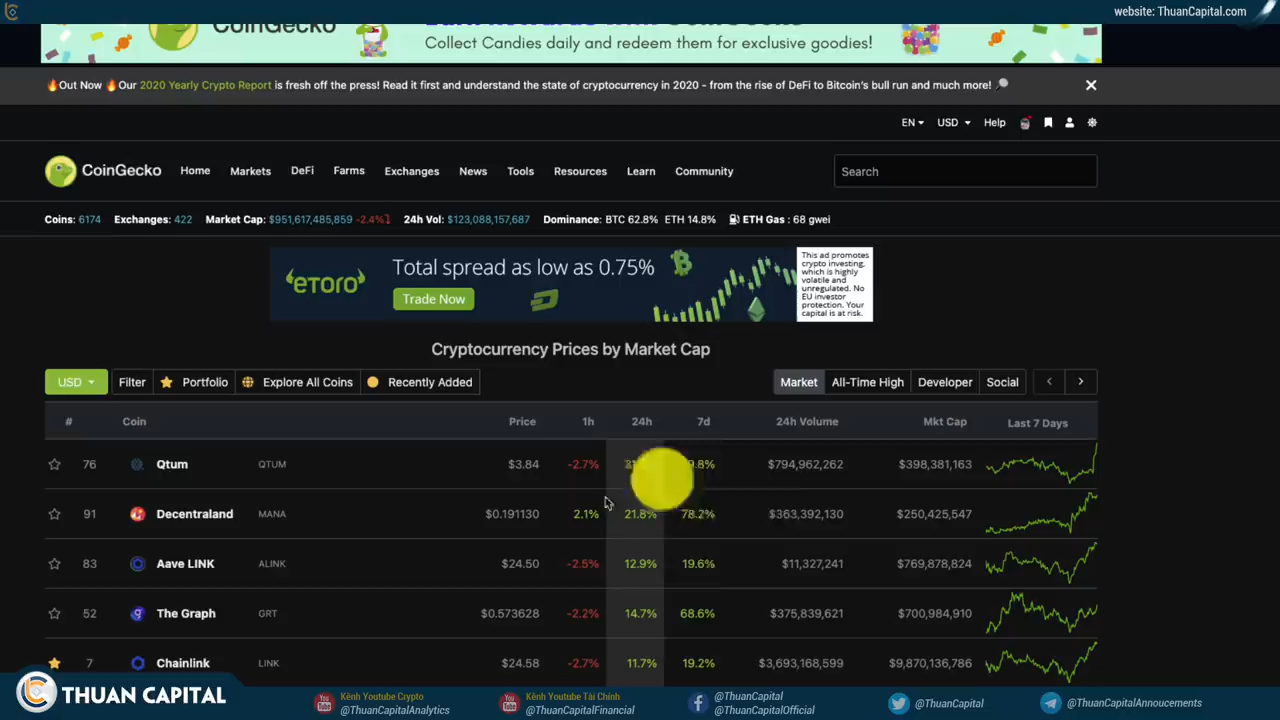 website: ThuanCapital.com
CoinGecko
Collect Candies daily and redeem them for exclusive goodies!
🔥Out Now 🔥Our 2020 Yearly Crypto Report is fresh off the press! Read it first and understand the state of cryptocurrency in 2020 - from the rise of DeFi to Bitcoin's bull run and much more! 🔎
EN USD Help
CoinGecko Home Markets DeFi Farms Exchanges News Tools Resources Learn Community Search
Coins: 6174 Exchanges: 422 Market Cap: $951,617,485,859 -2.4% 24h Vol: $123,088,157,687 Dominance: BTC 62.8% ETH 14.8% ETH Gas : 68 gwei
eToro Total spread as low as 0.75%
Trade Now
This ad promotes
crypto investing,
which is highly
volatile and
unregulated. No
EU investor
protection. Your
capital is at risk.
Cryptocurrency Prices by Market Cap
USD Filter Portfolio Explore All Coins Recently Added Market All-Time High Developer Social
# Coin Price 1h 24h 7d 24h Volume Mkt Cap Last 7 Days
76 Qtum QTUM $3.84 -2.7% $794,962,262 $398,381,163
91 Decentraland MANA $0.191130 2.1% 21.8% 78.2% $363,392,130 $250,425,547
83 Aave LINK ALINK $24.50 -2.5% 12.9% 19.6% $11,327,241 $769,878,824
52 The Graph GRT $0.573628 -2.2% 14.7% 68.6% $375,839,621 $700,984,910
7 Chainlink LINK $24.58 -2.7% 11.7% 19.2% $3,693,168,599 $9,870,136,786
THUAN CAPITAL
Kênh Youtube Crypto
@ThuanCapitalAnalytics
Kênh Youtube Tài Chính
@ThuanCapitalFinancial
@ThuanCapital
@ThuanCapitalOfficial
@ThuanCapital
@ThuanCapitalAnnoucements